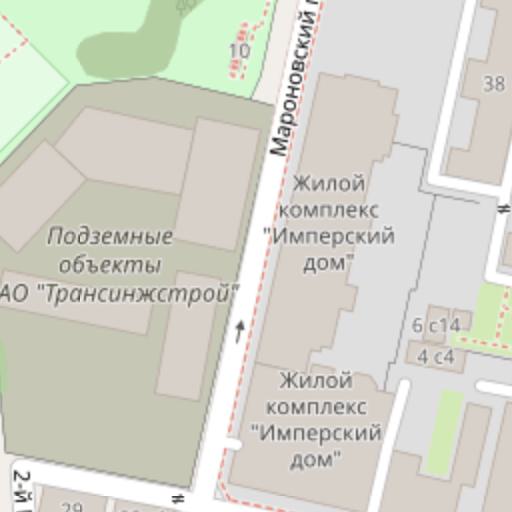 10
Мароновский
38
Жилой
комплекс
"Имперский
дом"
Подземные
объекты
АО "Трансинжстрой"
6 с14
4 с4
Жилой
комплекс
"Имперский
дом"
2-й
29